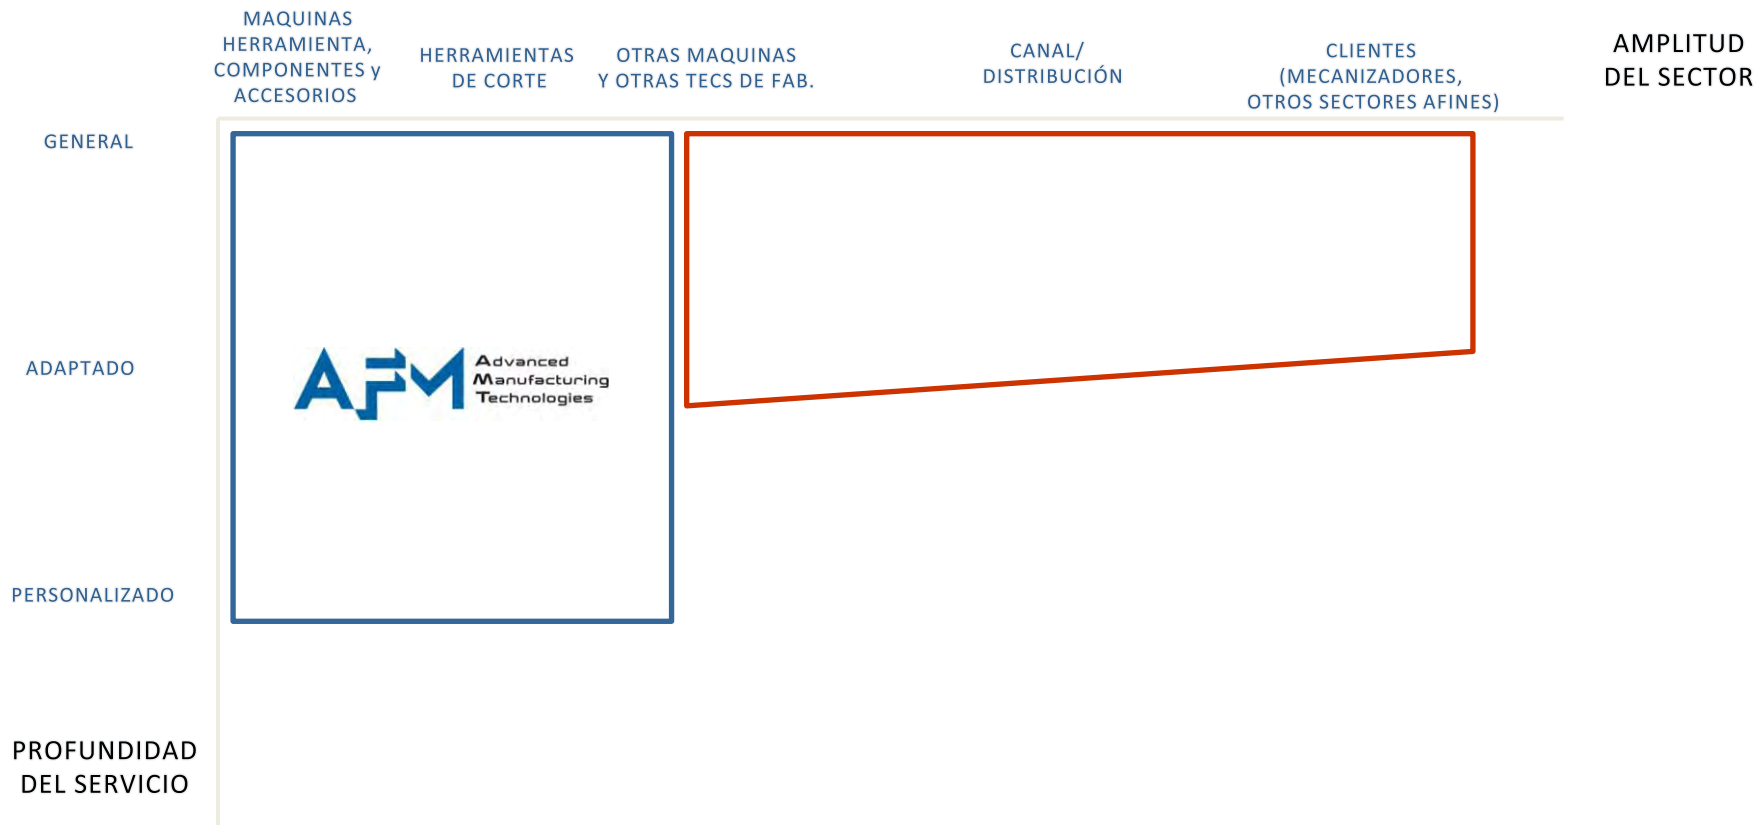 MAQUINAS
HERRAMIENTA,
COMPONENTES y
ACCESORIOS
HERRAMIENTAS
DE CORTE
OTRAS MAQUINAS
Y OTRAS TECS DE FAB.
CANAL/
DISTRIBUCIÓN
CLIENTES
(MECANIZADORES,
OTROS SECTORES AFINES)
AMPLITUD
DEL SECTOR
GENERAL
ADAPTADO
PERSONALIZADO
PROFUNDIDAD
DEL SERVICIO
AFM
Advanced
Manufacturing
Technologies